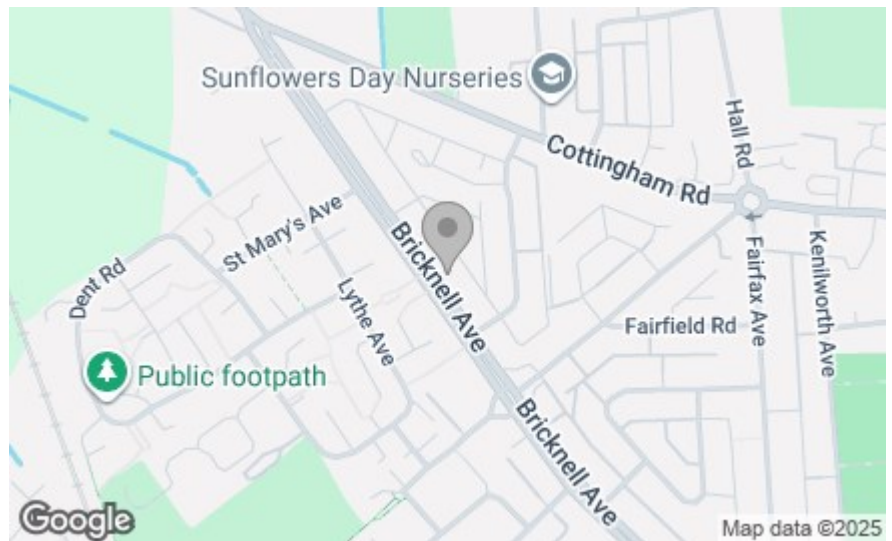 Sunflowers Day Nurseries
Cottingham Rd
Hall Rd
St Mary's Ave
Bricknell Ave
Dent Rd
Lythe Ave
Fairfax Ave
Kenilworth Ave
Fairfield Rd
Public footpath
Bricknell Ave
Google
Map data ©2025